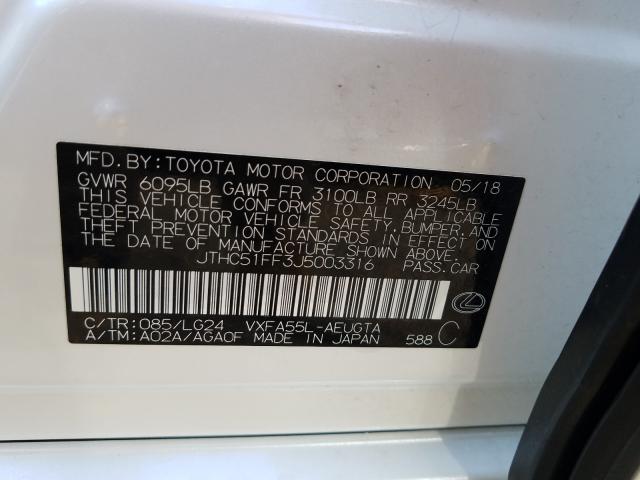 MFD. BY: TOYOTA MOTOR CORPORATION 05/18
GVWR 6095LB GAWR FR 3100LB RR 3245LB
THIS VEHICLE CONFORMS TO ALL APPLICABLE
FEDERAL MOTOR VEHICLE SAFETY, BUMPER, AND
THEFT PREVENTION STANDARDS IN EFFECT ON
THE DATE OF MANUFACTURE SHOWN ABOVE.
JTHC51FF3J5003316 PASS. CAR
C/TR: 085/LG24 VXFA55L-AEUGTA
A/TM: A02A/AGA0F MADE IN JAPAN 588 C